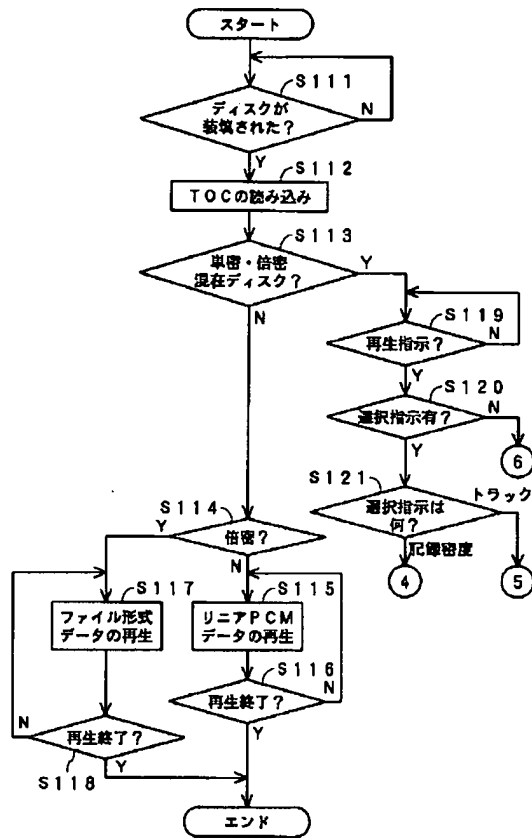 スタート
S111
ディスクが
装填された？
N
Y
S112
TOCの読み込み
S113
単密・倍密
混在ディスク？
Y
N
S119
再生指示？
N
Y
S120
選択指示有？
N
Y
6
S121
選択指示は
何？
トラック
記録密度
4
5
S114
倍密？
Y
N
S117
ファイル形式
データの再生
S115
リニアPCM
データの再生
S116
再生終了？
N
Y
再生終了？
N
Y
S118
エンド